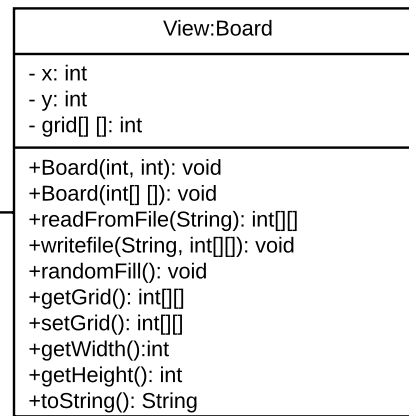 View:Board
- x: int
- y: int
- grid[] []: int
+Board(int, int): void
+Board(int[] []): void
+readFromFile(String): int[][]
+writefile(String, int[][]): void
+randomFill(): void
+getGrid(): int[][]
+setGrid(): int[][]
+getWidth():int
+getHeight(): int
+toString(): String